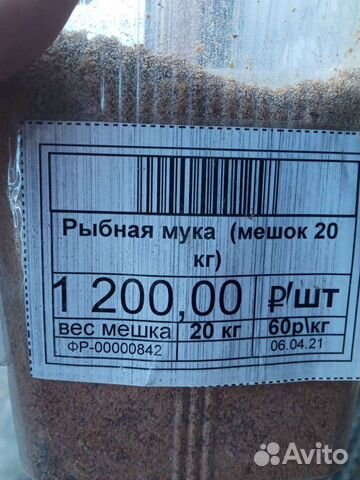 Рыбная мука (мешок 20
кг)
1 200,00 ₽/шт
вес мешка 20 кг 60р\кг
ФР-00000842 06.04.21
Avito